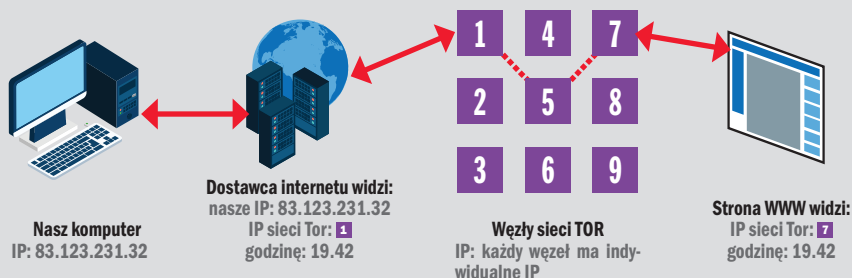 1 4 7
2 5 8
3 6 9
Nasz komputer
IP: 83.123.231.32
Dostawca internetu widzi:
nasze IP: 83.123.231.32
IP sieci Tor: 1
godzinę: 19.42
Węzły sieci TOR
IP: każdy węzeł ma indy-
widualne IP
Strona WWW widzi:
IP sieci Tor: 7
godzinę: 19.42